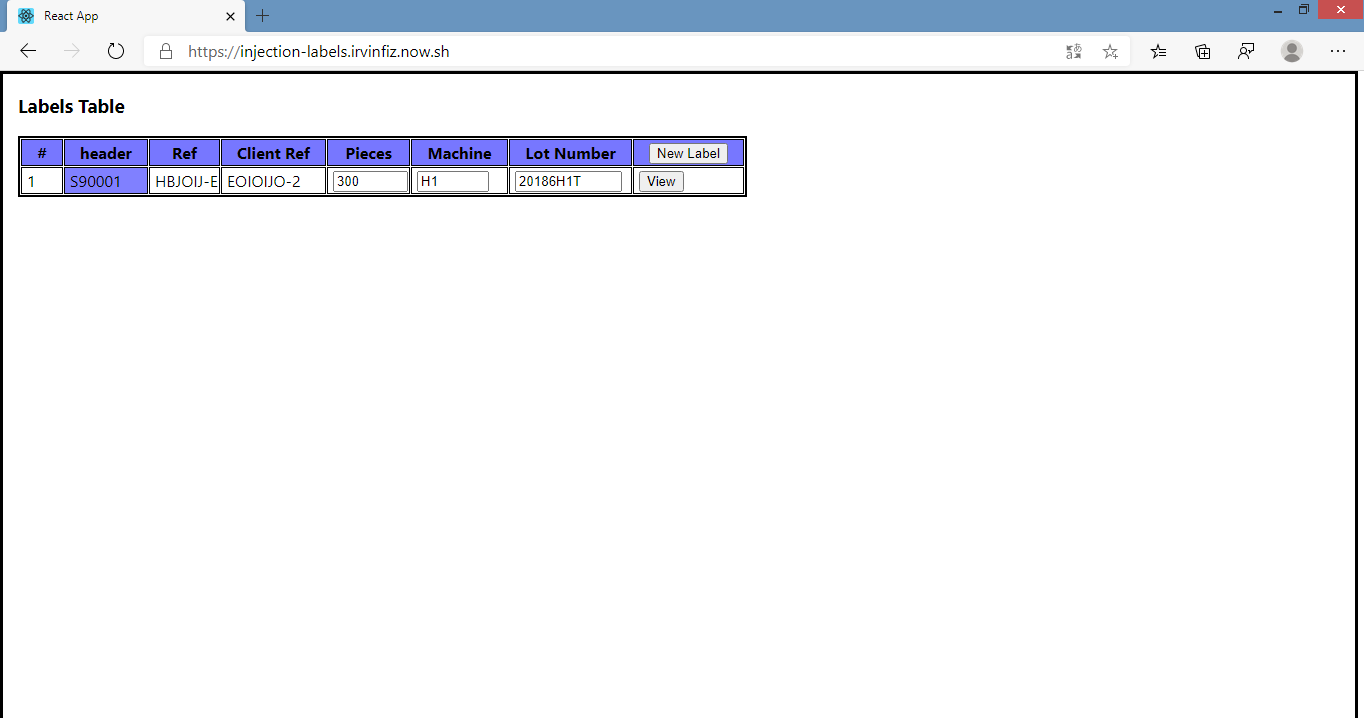 React App
https://injection-labels.irvinfiz.now.sh
Labels Table
# header Ref Client Ref Pieces Machine Lot Number New Label
1 S90001 HBJOIJ-E EOIOIJO-2 300 H1 20186H1T View